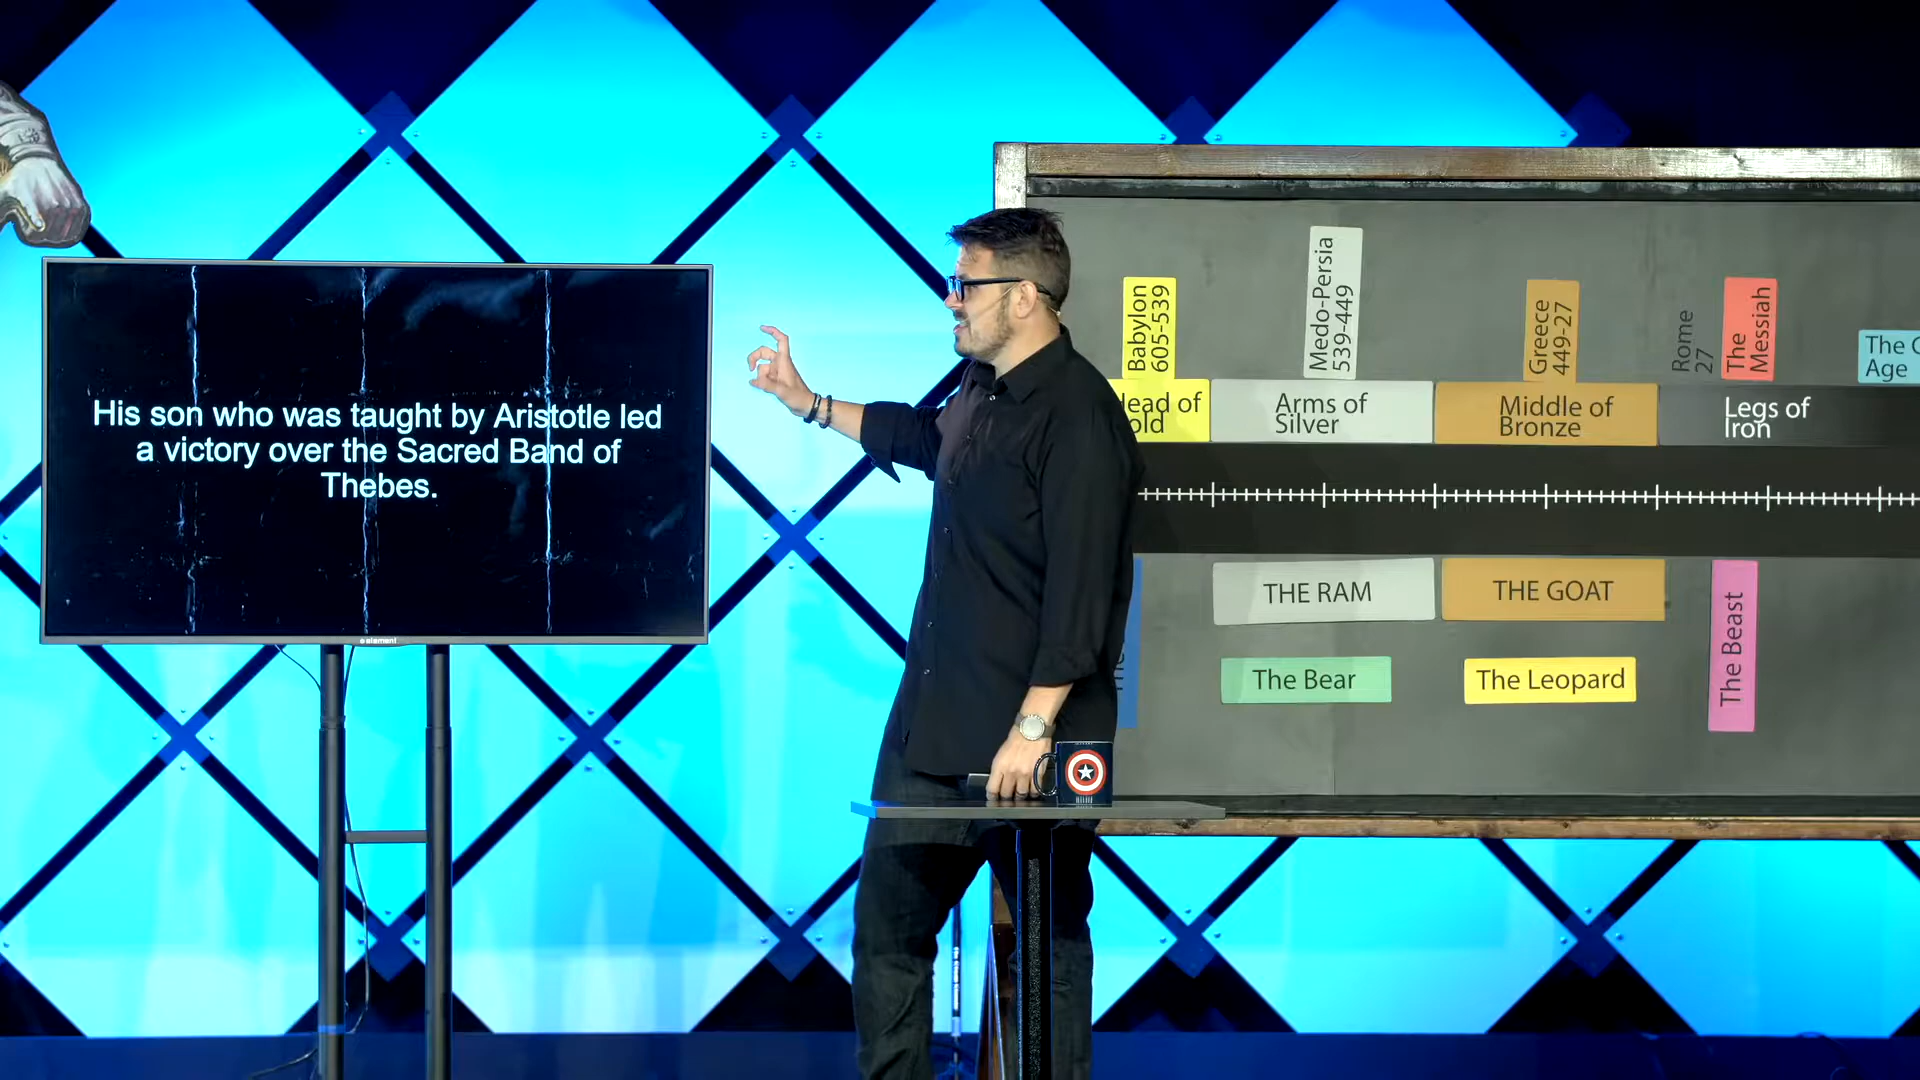 His son who was taught by Aristotle led
a victory over the Sacred Band of
Thebes.
element
Babylon
605-539
Medo-Persia
539-449
Greece
449-27
Rome
27
The
Messiah
The
Age
of
Arms of
Silver
Middle of
Bronze
Legs of
Iron
THE RAM
THE GOAT
The Bear
The Leopard
The Beast